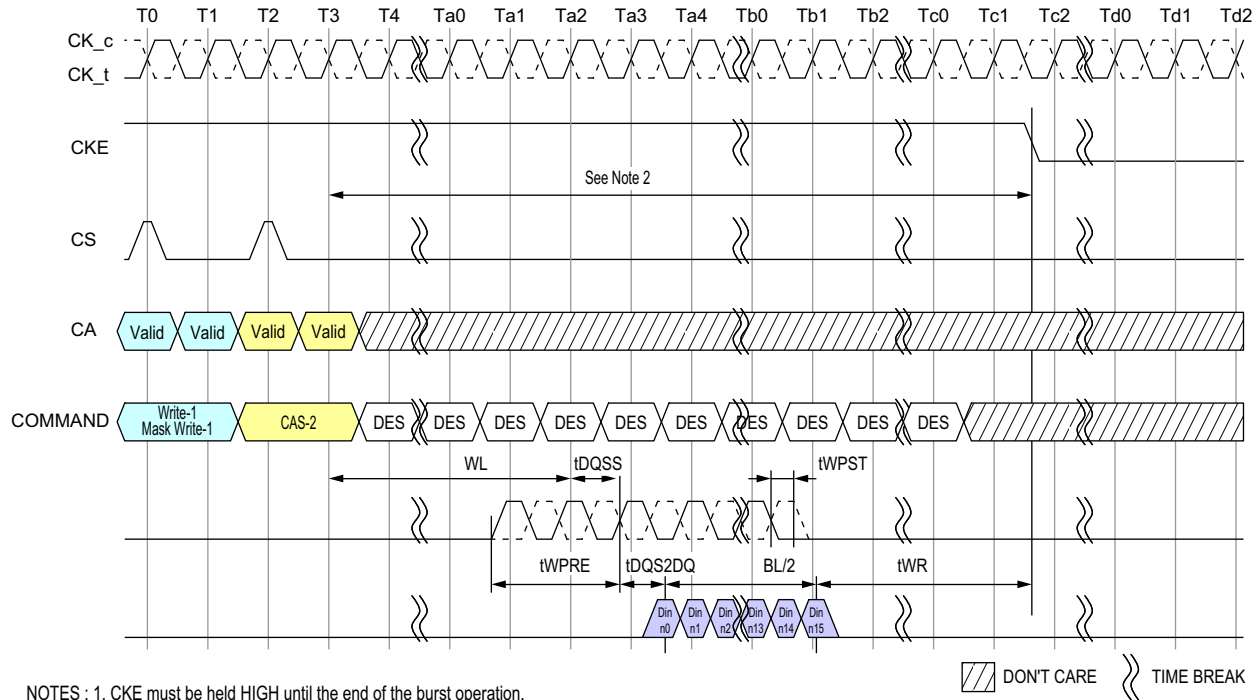 T0 T1 T2 T3 T4 Ta0 Ta1 Ta2 Ta3 Ta4 Tb0 Tb1 Tb2 Tc0 Tc1 Tc2 Td0 Td1 Td2
CK_c
CK_t
CKE
See Note 2
CS
CA Valid Valid Valid Valid
COMMAND Write-1 Mask Write-1 CAS-2 DES DES DES DES DES DES DES DES DES DES
WL tDQSS tWPST
tWPRE tDQS2DQ BL/2 tWR
Din n0 Din n1 Din n2 Din n13 Din n14 Din n15
DON'T CARE TIME BREAK
NOTES : 1. CKE must be held HIGH until the end of the burst operation.